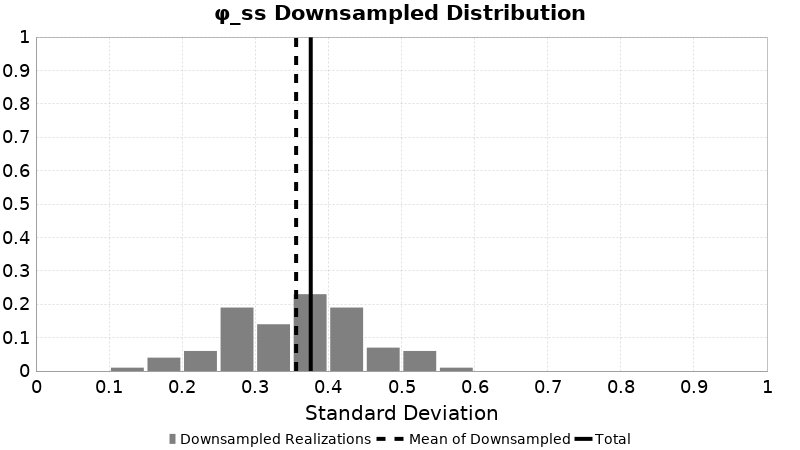 φ_ss Downsampled Distribution
1
0.9
0.8
0.7
0.6
0.5
0.4
0.3
0.2
0.1
0
0 0.1 0.2 0.3 0.4 0.5 0.6 0.7 0.8 0.9 1
Standard Deviation
Downsampled Realizations Mean of Downsampled Total